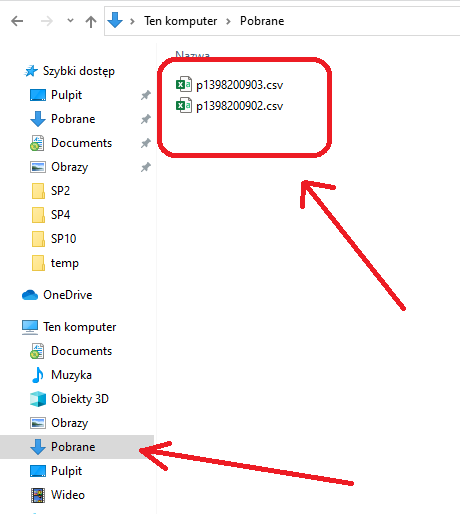 Ten komputer > Pobrane
Nazwa
Szybki dostęp
Pulpit
Pobrane
Documents
Obrazy
SP2
SP4
SP10
temp
OneDrive
Ten komputer
Documents
Muzyka
Obiekty 3D
Obrazy
Pobrane
Pulpit
Wideo
p1398200903.csv
p1398200902.csv